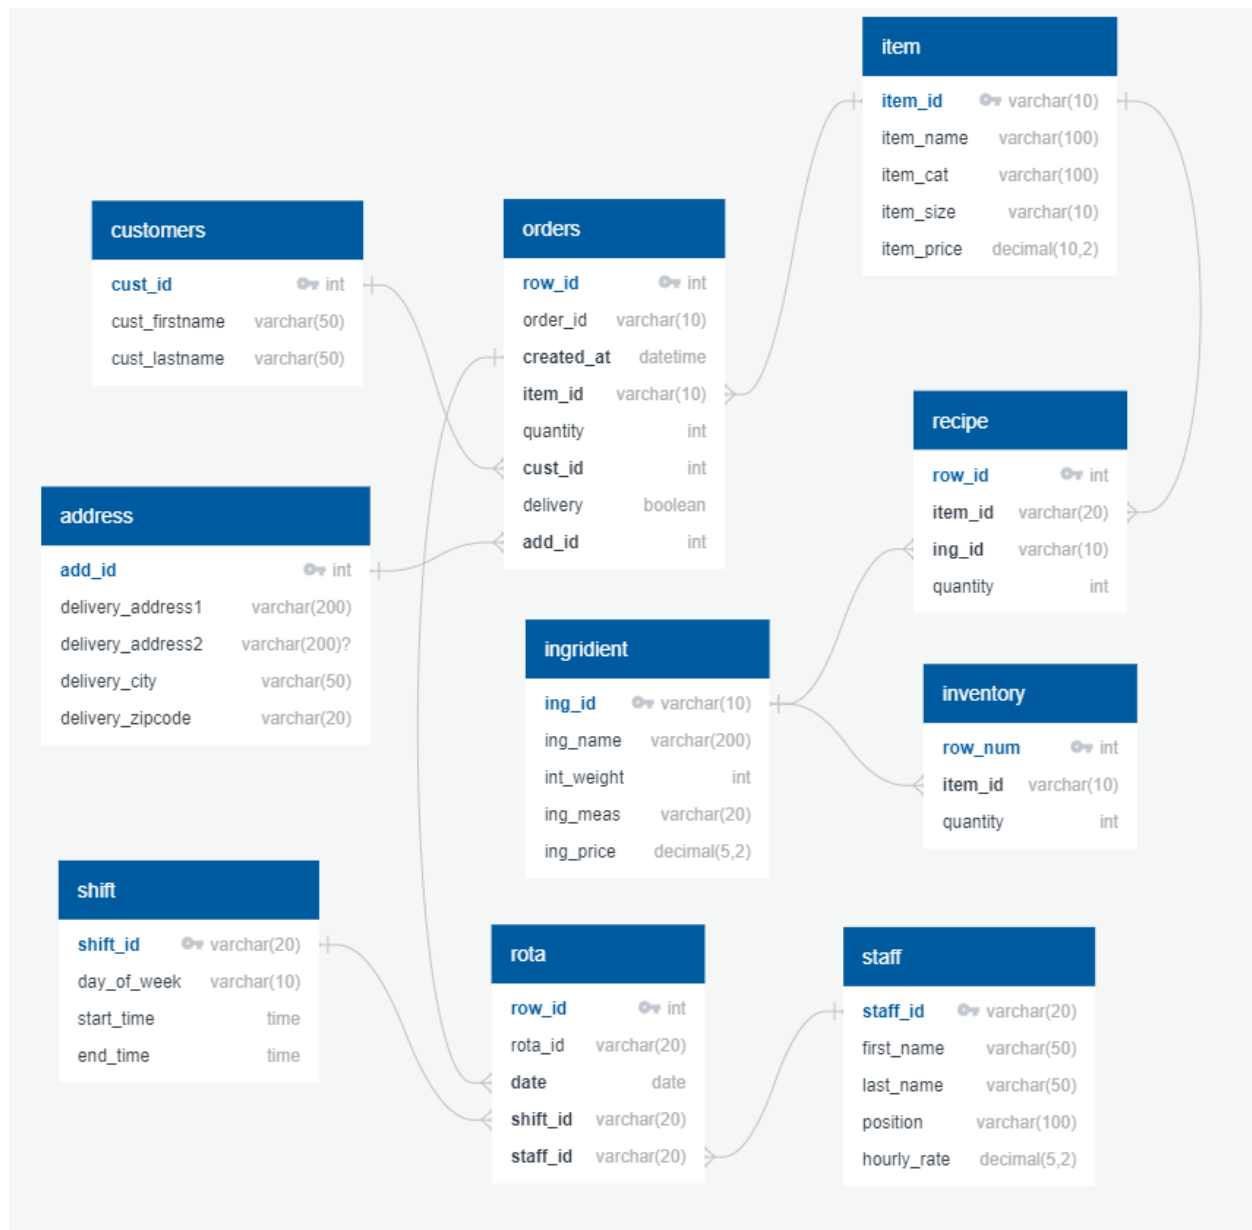 item
item_id varchar(10)
item_name varchar(100)
item_cat varchar(100)
item_size varchar(10)
item_price decimal(10,2)
customers
cust_id int
cust_firstname varchar(50)
cust_lastname varchar(50)
orders
row_id int
order_id varchar(10)
created_at datetime
item_id varchar(10)
quantity int
cust_id int
delivery boolean
add_id int
recipe
row_id int
item_id varchar(20)
ing_id varchar(10)
quantity int
address
add_id int
delivery_address1 varchar(200)
delivery_address2 varchar(200)?
delivery_city varchar(50)
delivery_zipcode varchar(20)
ingridient
ing_id varchar(10)
ing_name varchar(200)
int_weight int
ing_meas varchar(20)
ing_price decimal(5,2)
inventory
row_num int
item_id varchar(10)
quantity int
shift
shift_id varchar(20)
day_of_week varchar(10)
start_time time
end_time time
rota
row_id int
rota_id varchar(20)
date date
shift_id varchar(20)
staff_id varchar(20)
staff
staff_id varchar(20)
first_name varchar(50)
last_name varchar(50)
position varchar(100)
hourly_rate decimal(5,2)